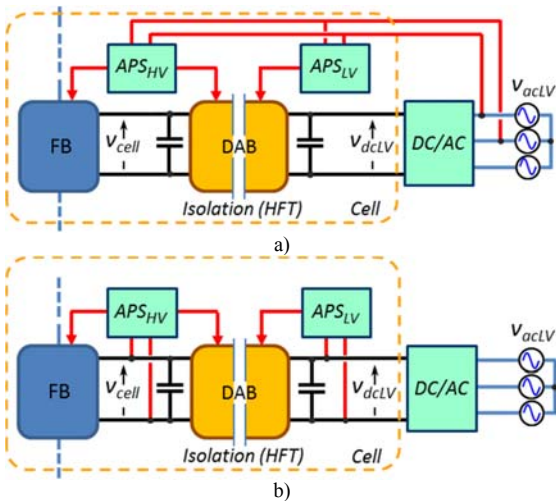 APS_HV
APS_LV
v_acLV
FB
v_cell
DAB
v_dcLV
DC/AC
Isolation (HFT)
Cell
a)
APS_HV
APS_LV
v_acLV
FB
v_cell
DAB
v_dcLV
DC/AC
Isolation (HFT)
Cell
b)